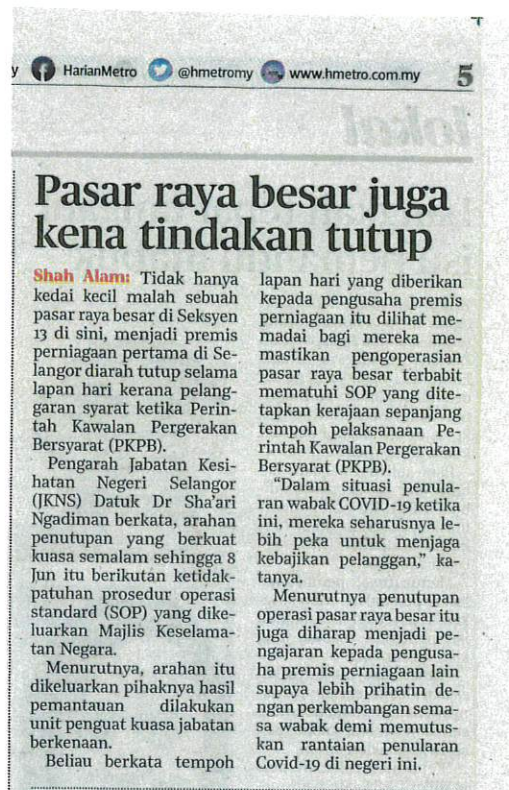 y HarianMetro @hmetromy www.hmetro.com.my 5
lokal
Pasar raya besar juga
kena tindakan tutup
Shah Alam: Tidak hanya
kedai kecil malah sebuah
pasar raya besar di Seksyen
13 di sini, menjadi premis
perniagaan pertama di Se-
langor diarah tutup selama
lapan hari kerana pelang-
garan syarat ketika Perin-
tah Kawalan Pergerakan
Bersyarat (PKPB).
Pengarah Jabatan Kesi-
hatan Negeri Selangor
(JKNS) Datuk Dr Sha'ari
Ngadiman berkata, arahan
penutupan yang berkuat
kuasa semalam sehingga 8
Jun itu berikutan ketidak-
patuhan prosedur operasi
standard (SOP) yang dike-
luarkan Majlis Keselama-
tan Negara.
Menurutnya, arahan itu
dikeluarkan pihaknya hasil
pemantauan dilakukan
unit penguat kuasa jabatan
berkenaan.
Beliau berkata tempoh
lapan hari yang diberikan
kepada pengusaha premis
perniagaan itu dilihat me-
madai bagi mereka me-
mastikan pengoperasian
pasar raya besar terbabit
mematuhi SOP yang dite-
tapkan kerajaan sepanjang
tempoh pelaksanaan Pe-
rintah Kawalan Pergerakan
Bersyarat (PKPB).
"Dalam situasi penula-
ran wabak COVID-19 ketika
ini, mereka seharusnya le-
bih peka untuk menjaga
kebajikan pelanggan," ka-
tanya.
Menurutnya penutupan
operasi pasar raya besar itu
juga diharap menjadi pe-
ngajaran kepada pengusa-
ha premis perniagaan lain
supaya lebih prihatin de-
ngan perkembangan sema-
sa wabak demi memutus-
kan rantaian penularan
Covid-19 di negeri ini.